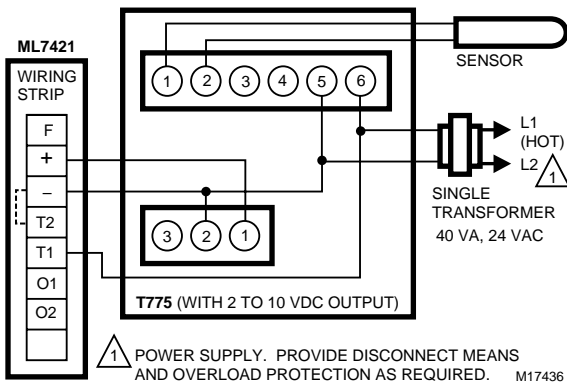 ML7421
WIRING
STRIP
F
+
–
T2
T1
O1
O2
1 2 3 4 5 6
3 2 1
SENSOR
L1
(HOT)
L2
1
SINGLE
TRANSFORMER
40 VA, 24 VAC
T775 (WITH 2 TO 10 VDC OUTPUT)
1 POWER SUPPLY. PROVIDE DISCONNECT MEANS
AND OVERLOAD PROTECTION AS REQUIRED.
M17436